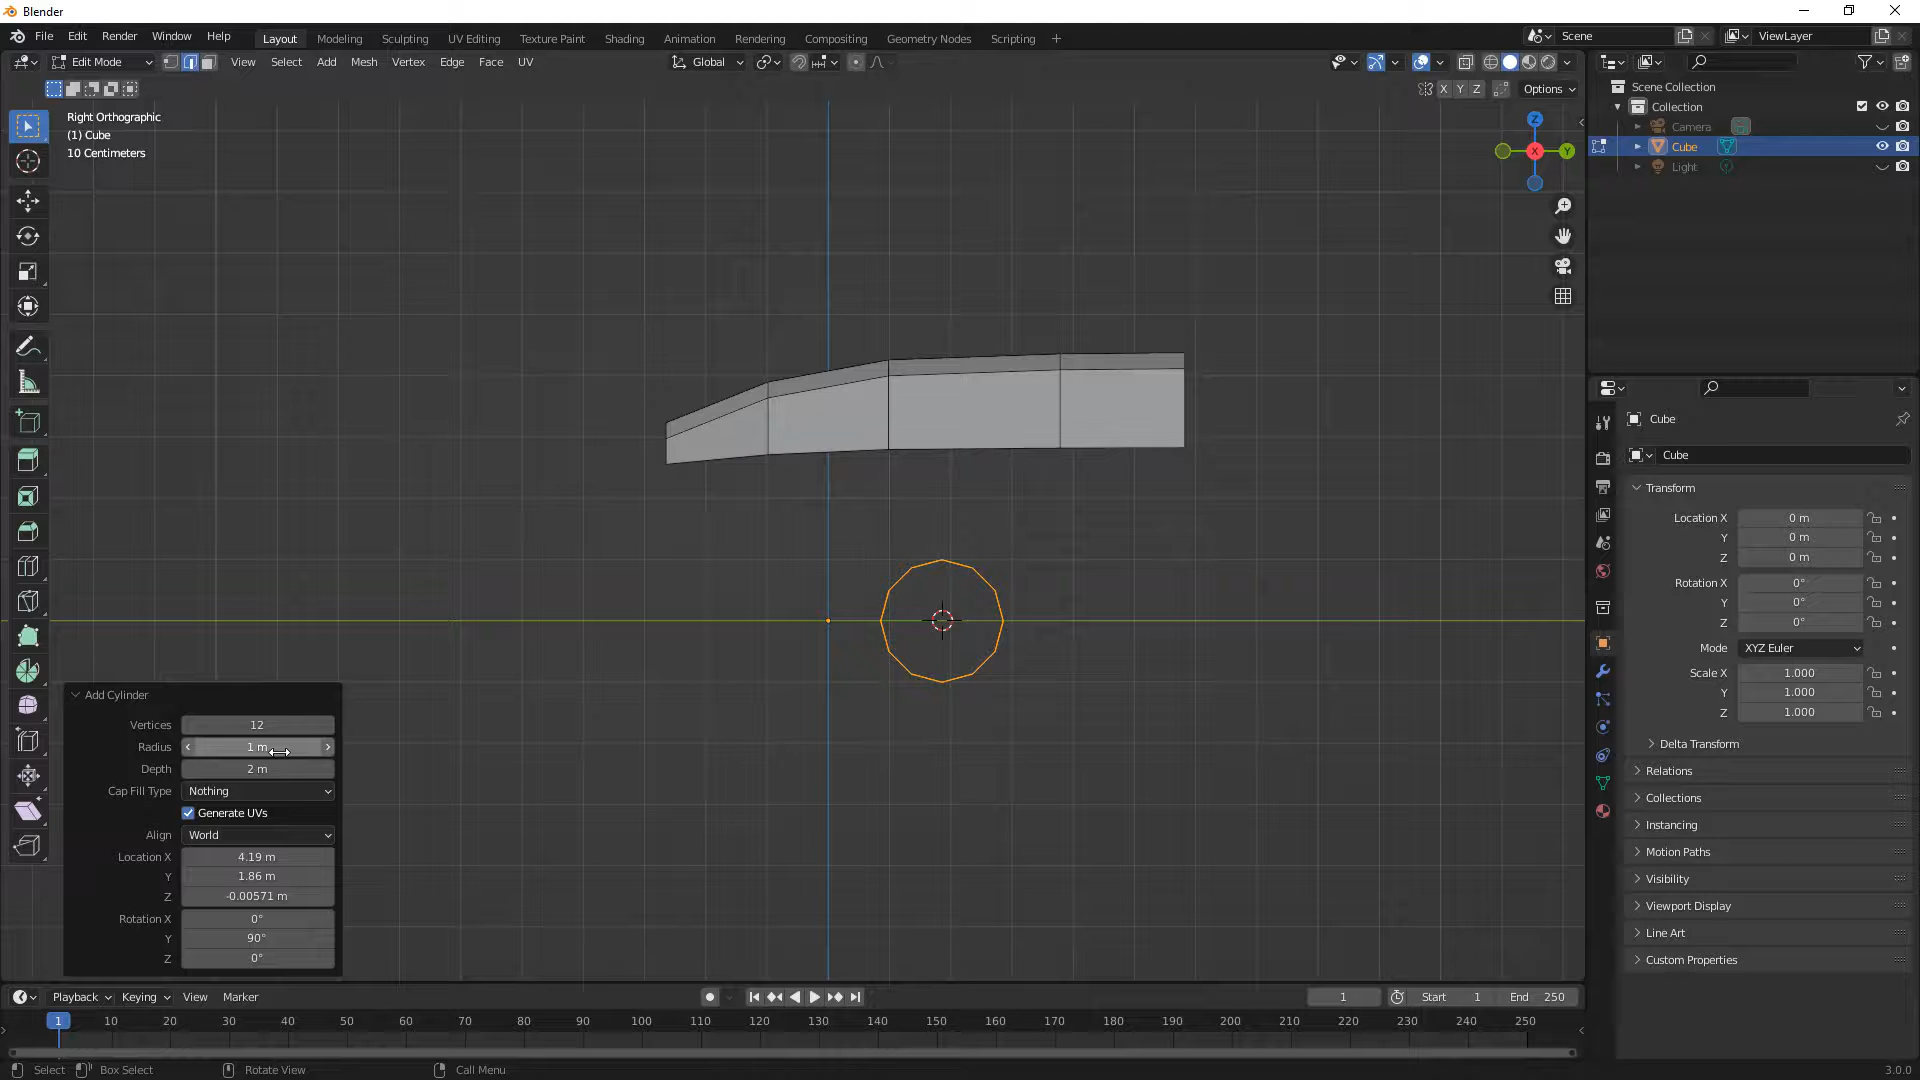 Blender
File Edit Render Window Help
Layout Modeling Sculpting UV Editing Texture Paint Shading Animation Rendering Compositing Geometry Nodes Scripting +
Scene
ViewLayer
Edit Mode View Select Add Mesh Vertex Edge Face UV
Global
X Y Z Options
Right Orthographic
(1) Cube
10 Centimeters
Z
X
Y
Scene Collection
Collection
Camera
Cube
Light
Cube
Cube
Transform
Location X 0 m
Y 0 m
Z 0 m
Rotation X 0°
Y 0°
Z 0°
Mode XYZ Euler
Scale X 1.000
Y 1.000
Z 1.000
Delta Transform
Relations
Collections
Instancing
Motion Paths
Visibility
Viewport Display
Line Art
Custom Properties
Add Cylinder
Vertices 12
Radius 1 m
Depth 2 m
Cap Fill Type Nothing
Generate UVs
Align World
Location X 4.19 m
Y 1.86 m
Z -0.00571 m
Rotation X 0°
Y 90°
Z 0°
Playback Keying View Marker
1 Start 1 End 250
1 10 20 30 40 50 60 70 80 90 100 110 120 130 140 150 160 170 180 190 200 210 220 230 240 250
Select Box Select Rotate View Call Menu
3.0.0